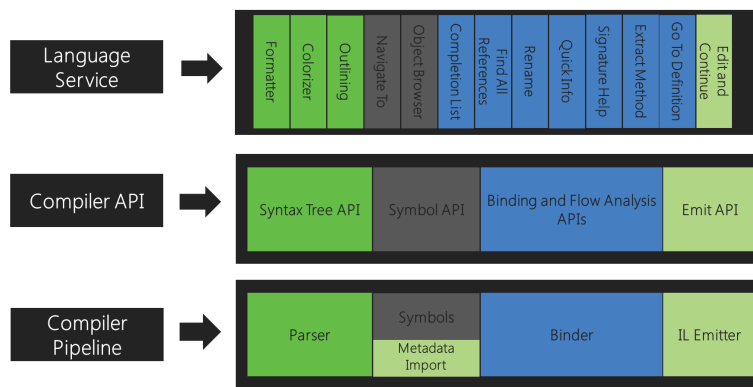 Language
Service
Formatter
Colorizer
Outlining
Navigate To
Object Browser
Completion List
Find All
References
Rename
Quick Info
Signature Help
Extract Method
Go To Definition
Edit and
Continue
Compiler API
Syntax Tree API
Symbol API
Binding and Flow Analysis
APIs
Emit API
Compiler
Pipeline
Parser
Symbols
Metadata
Import
Binder
IL Emitter